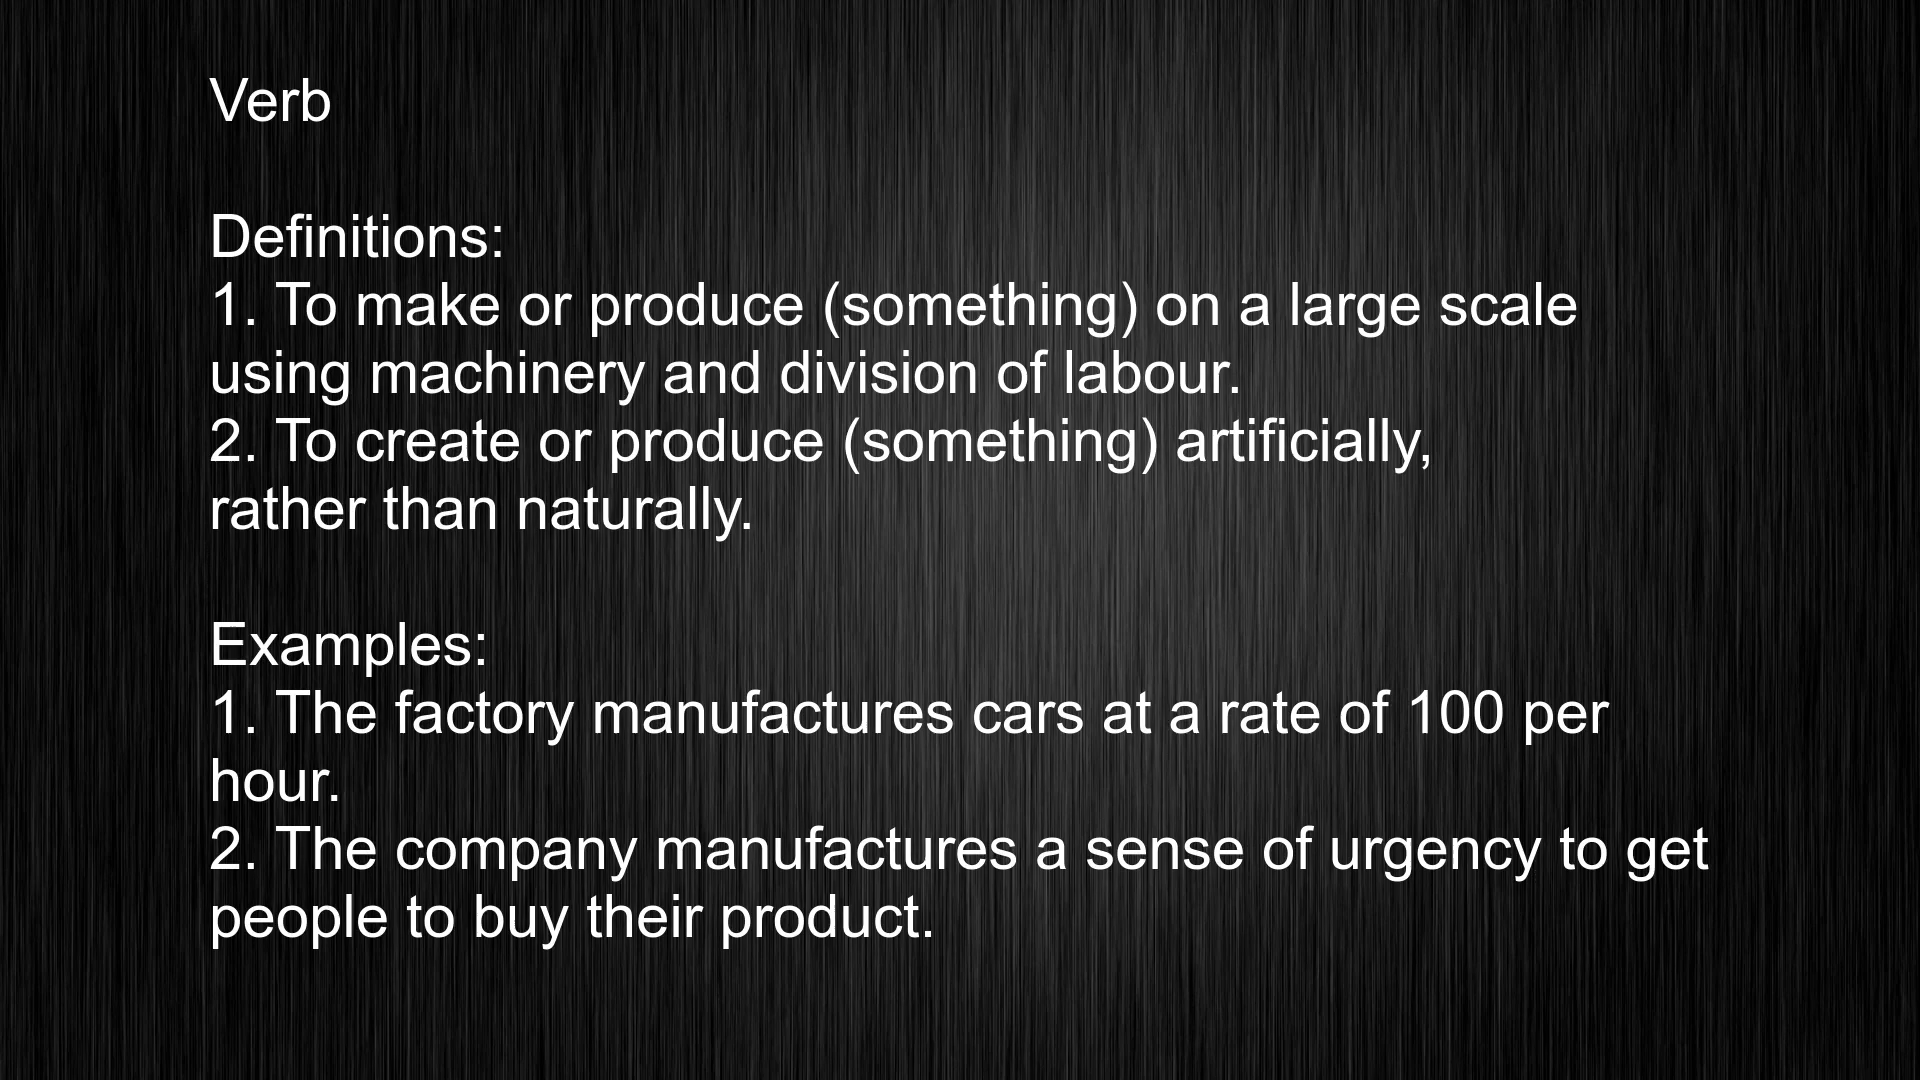 Verb
Definitions:
1. To make or produce (something) on a large scale
using machinery and division of labour.
2. To create or produce (something) artificially,
rather than naturally.
Examples:
1. The factory manufactures cars at a rate of 100 per
hour.
2. The company manufactures a sense of urgency to get
people to buy their product.